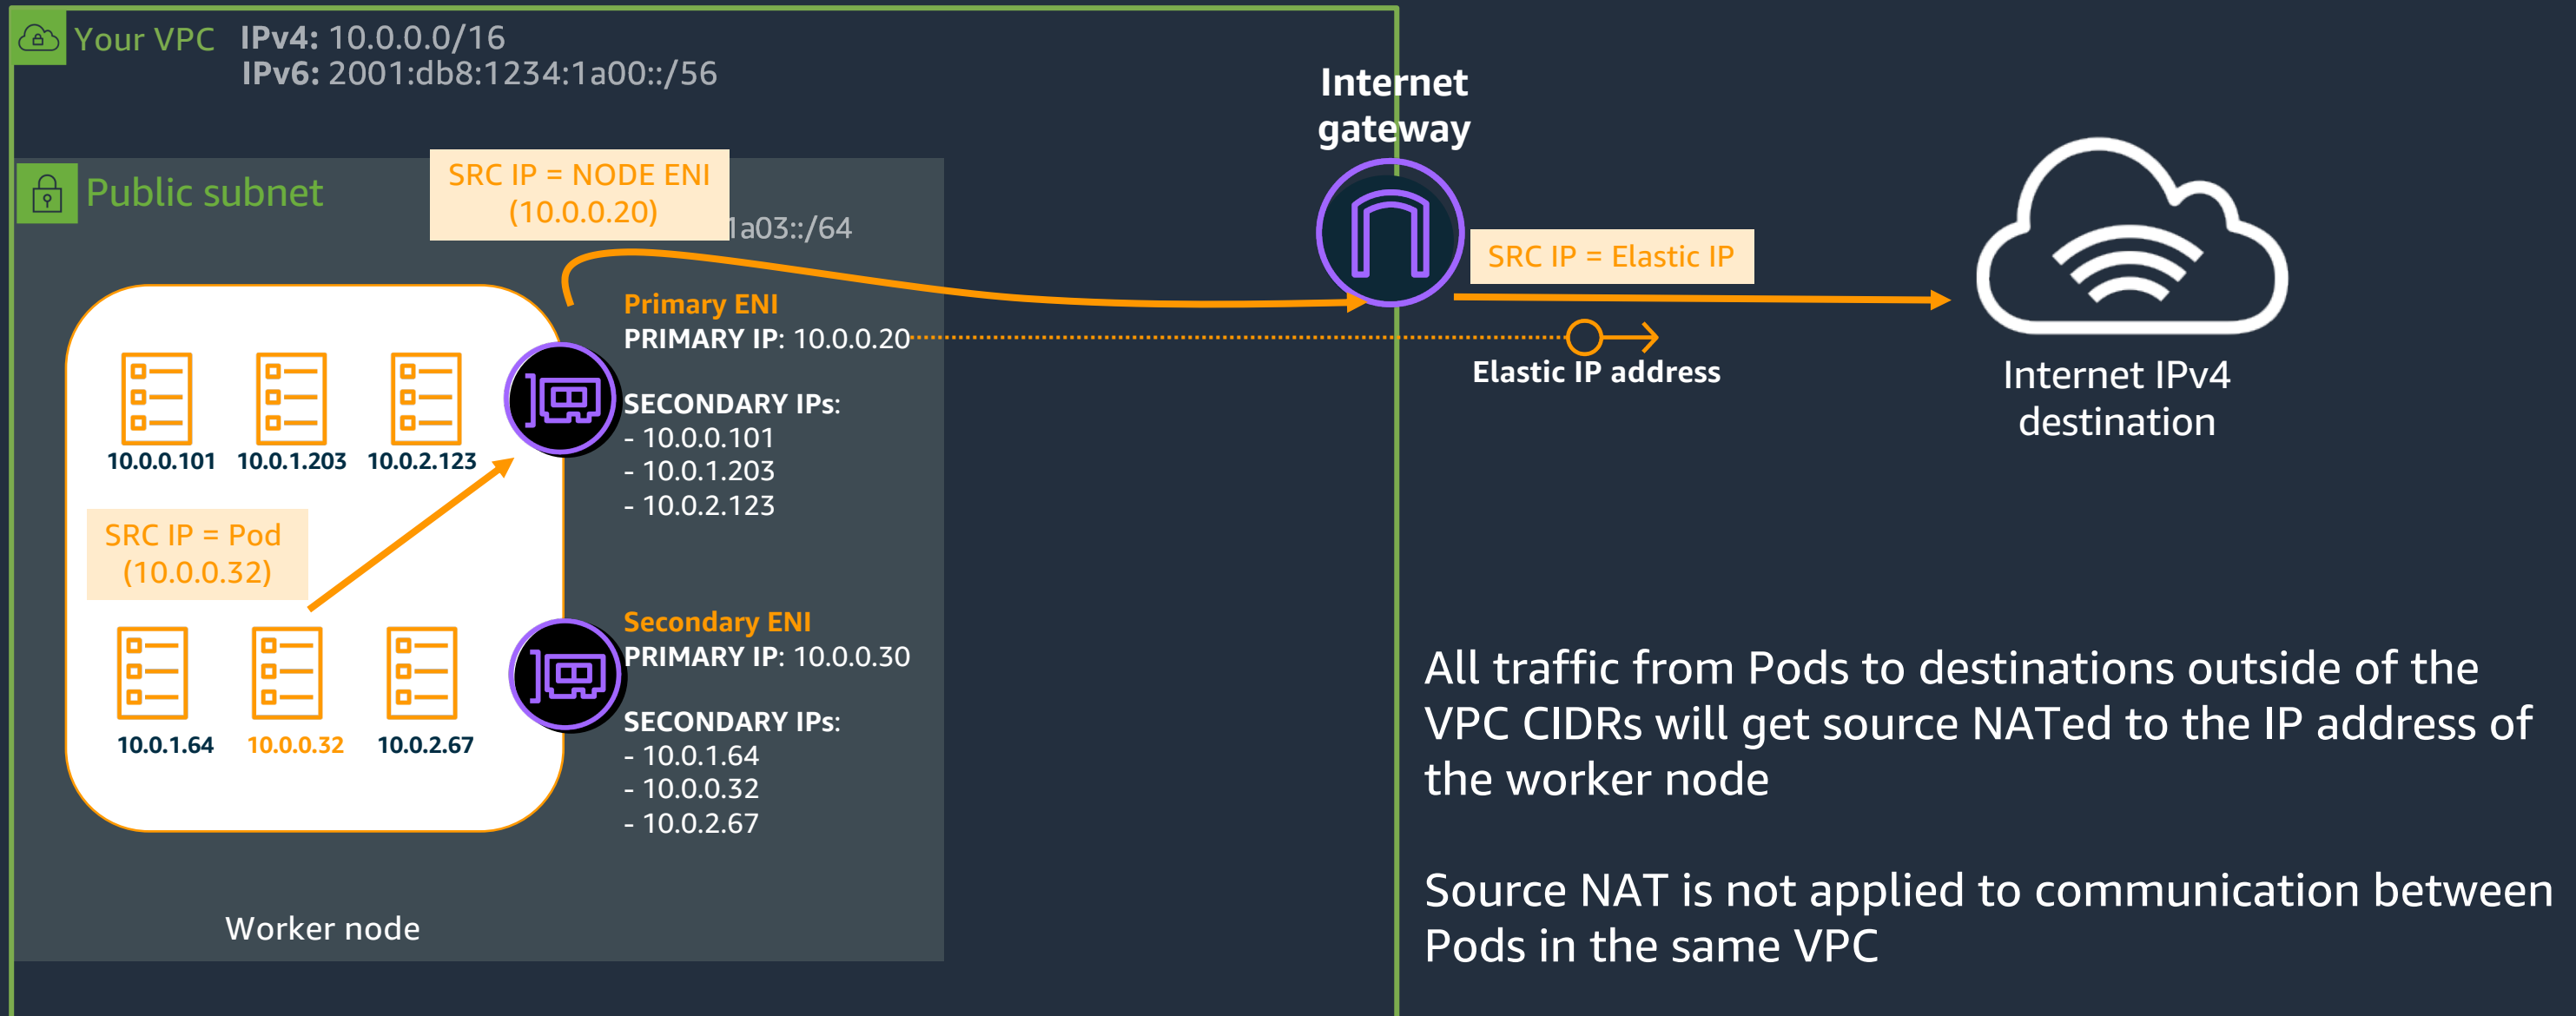 Your VPC
IPv4: 10.0.0.0/16
IPv6: 2001:db8:1234:1a00::/56
Internet
gateway
Public subnet
SRC IP = NODE ENI
(10.0.0.20)
1a03::/64
SRC IP = Elastic IP
Primary ENI
PRIMARY IP: 10.0.0.20
Elastic IP address
Internet IPv4
destination
SECONDARY IPs:
- 10.0.0.101
- 10.0.1.203
- 10.0.2.123
10.0.0.101 10.0.1.203 10.0.2.123
SRC IP = Pod
(10.0.0.32)
Secondary ENI
PRIMARY IP: 10.0.0.30
SECONDARY IPs:
- 10.0.1.64
- 10.0.0.32
- 10.0.2.67
10.0.1.64 10.0.0.32 10.0.2.67
Worker node
All traffic from Pods to destinations outside of the
VPC CIDRs will get source NATed to the IP address of
the worker node
Source NAT is not applied to communication between
Pods in the same VPC